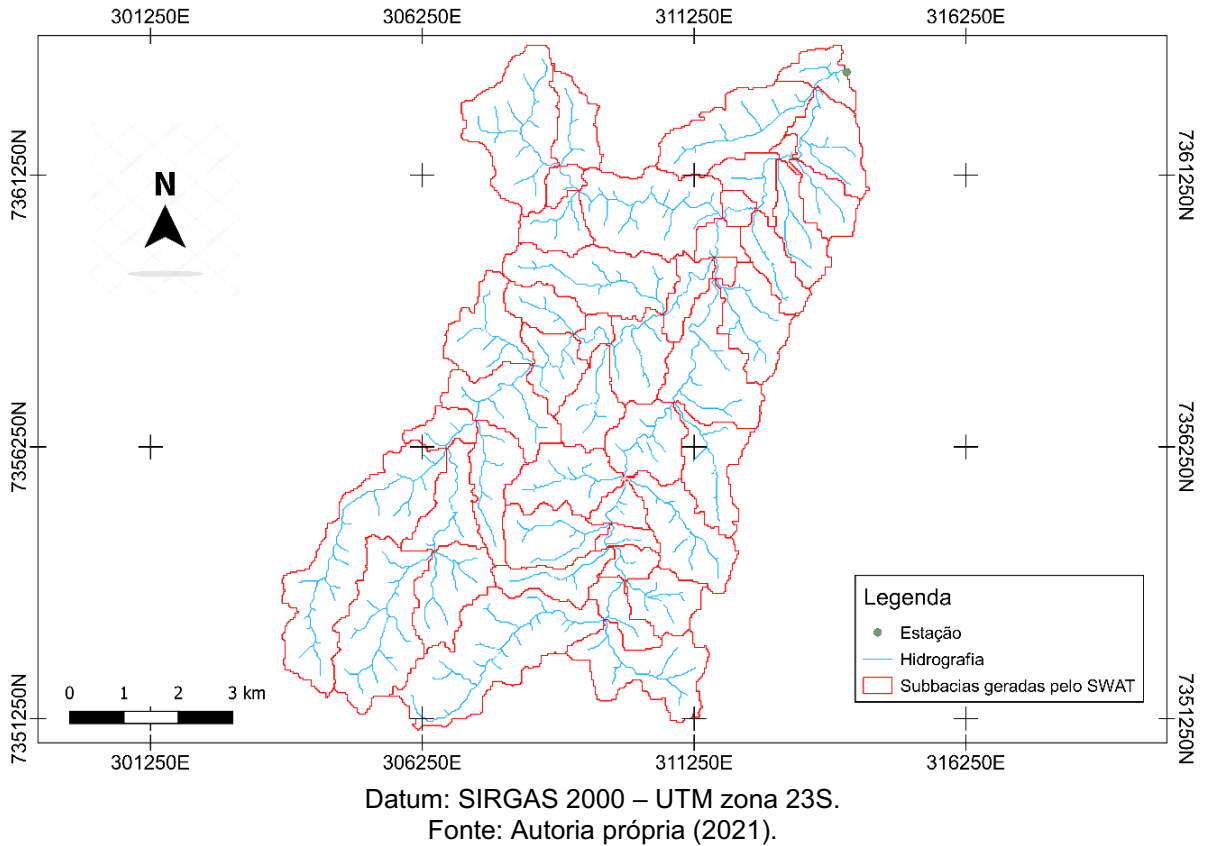 301250E 306250E 311250E 316250E
7361250N
7361250N
N
7356250N
7356250N
Legenda
Estação
Hidrografia
Subbacias geradas pelo SWAT
0 1 2 3 km
7351250N
7351250N
301250E 306250E 311250E 316250E
Datum: SIRGAS 2000 – UTM zona 23S.
Fonte: Autoria própria (2021).